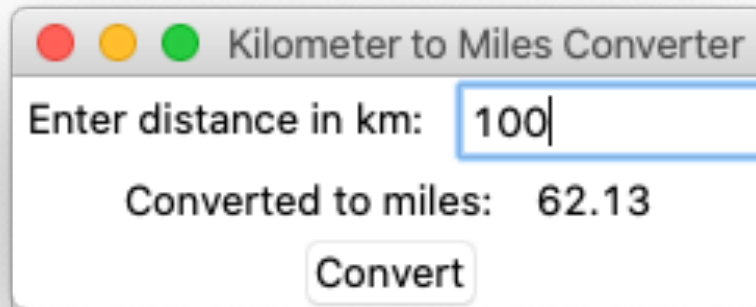 Kilometer to Miles Converter
Enter distance in km: 100
Converted to miles: 62.13
Convert